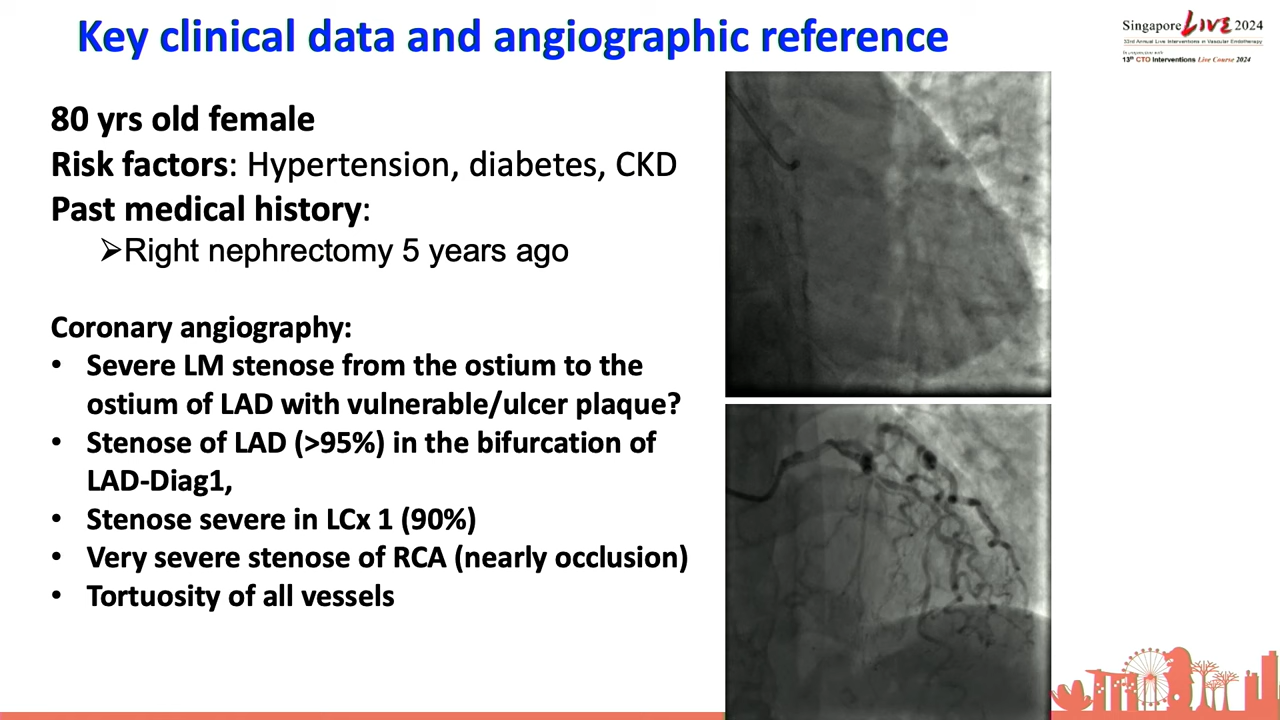 Key clinical data and angiographic reference
Singapore LIVE 2024
33rd Annual Live Interventions in Vascular Endotherapy
In conjunction with
13th CTO Interventions Live Course 2024
80 yrs old female
Risk factors: Hypertension, diabetes, CKD
Past medical history:
➢Right nephrectomy 5 years ago
Coronary angiography:
• Severe LM stenose from the ostium to the
ostium of LAD with vulnerable/ulcer plaque?
• Stenose of LAD (>95%) in the bifurcation of
LAD-Diag1,
• Stenose severe in LCx 1 (90%)
• Very severe stenose of RCA (nearly occlusion)
• Tortuosity of all vessels